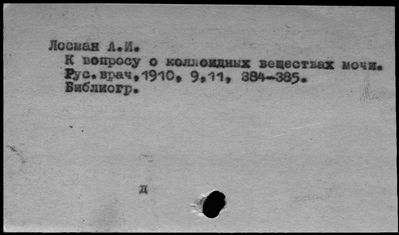 Лосман А.И.
К вопросу о коллоидных веществах мочи.
Рус. врач, 1910, 9, 11, 384-385.
Библиогр.
д